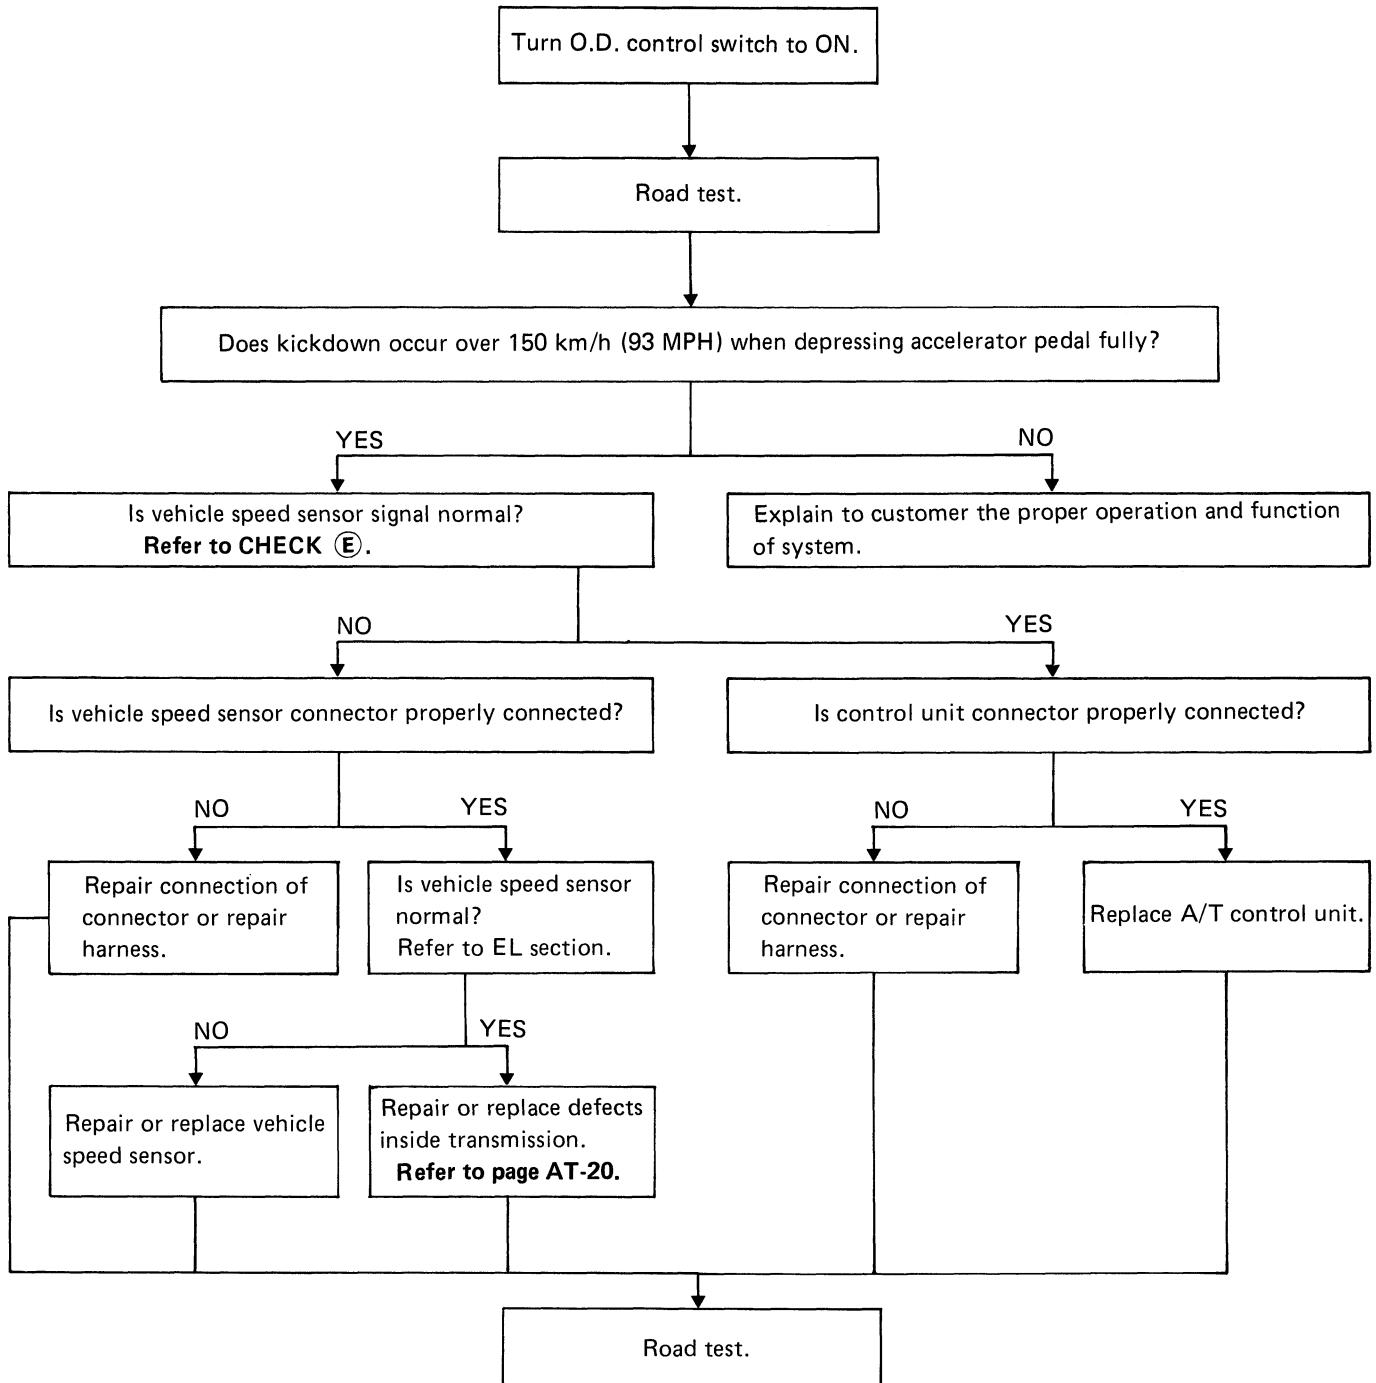 Turn O.D. control switch to ON.
Road test.
Does kickdown occur over 150 km/h (93 MPH) when depressing accelerator pedal fully?
YES
NO
Is vehicle speed sensor signal normal?
Refer to CHECK Ⓔ.
Explain to customer the proper operation and function
of system.
NO
YES
Is vehicle speed sensor connector properly connected?
Is control unit connector properly connected?
NO
YES
NO
YES
Repair connection of
connector or repair
harness.
Is vehicle speed sensor
normal?
Refer to EL section.
Repair connection of
connector or repair
harness.
Replace A/T control unit.
NO
YES
Repair or replace vehicle
speed sensor.
Repair or replace defects
inside transmission.
Refer to page AT-20.
Road test.